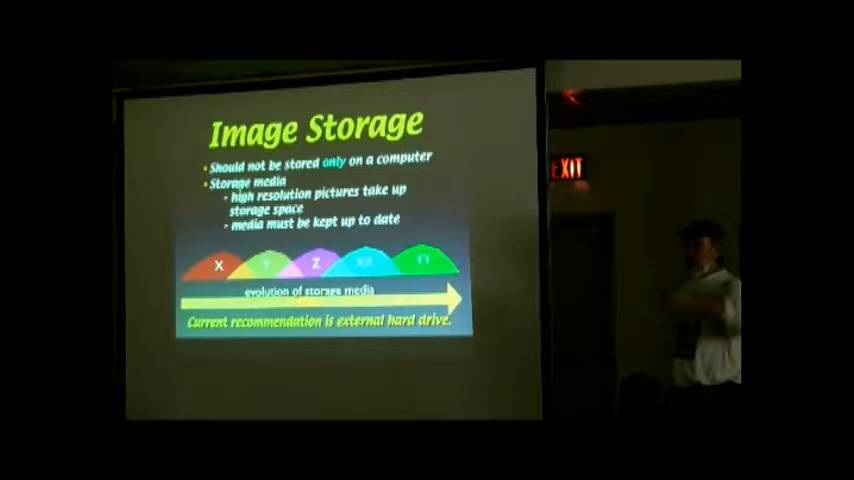 Image Storage
• Should not be stored only on a computer
• Storage media
- high resolution pictures take up
storage space
- media must be kept up to date
X Y Z XX YY
evolution of storage media
Current recommendation is external hard drive.
EXIT